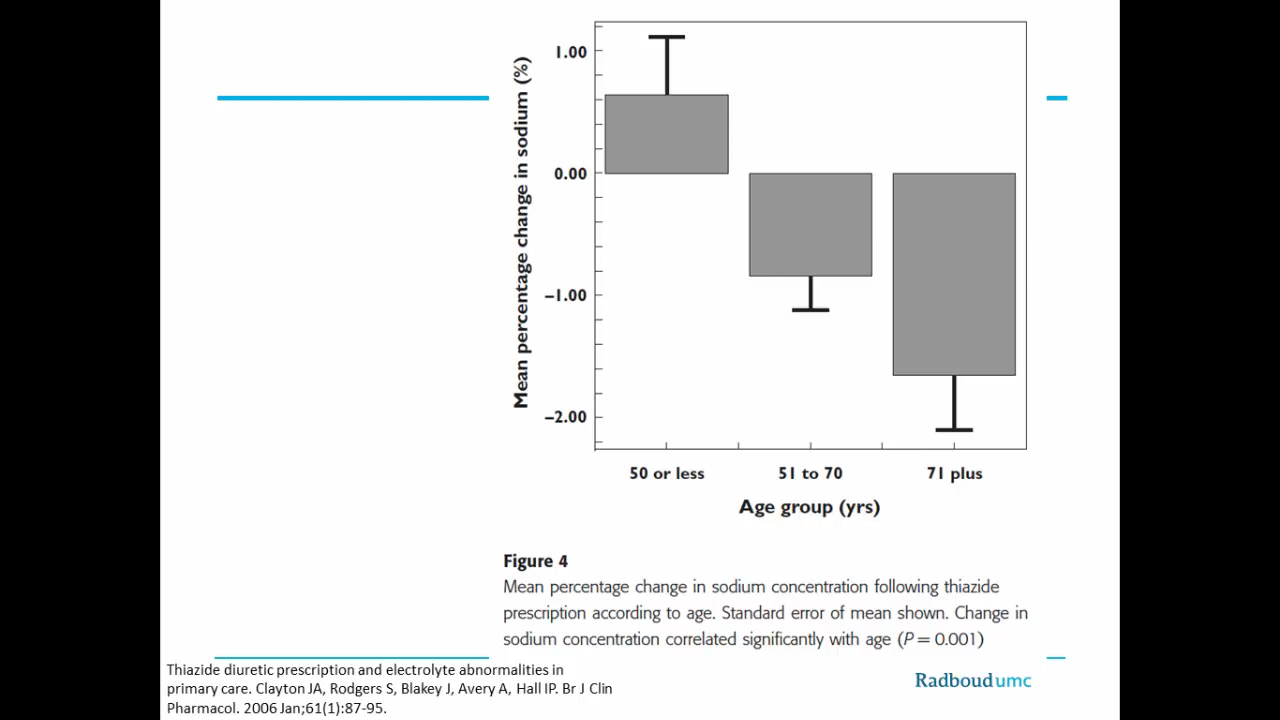 Mean percentage change in sodium (%)
1.00
0.00
–1.00
–2.00
50 or less 51 to 70 71 plus
Age group (yrs)
Figure 4
Mean percentage change in sodium concentration following thiazide
prescription according to age. Standard error of mean shown. Change in
sodium concentration correlated significantly with age (P = 0.001)
Thiazide diuretic prescription and electrolyte abnormalities in
primary care. Clayton JA, Rodgers S, Blakey J, Avery A, Hall IP. Br J Clin
Pharmacol. 2006 Jan;61(1):87-95.
Radboudumc